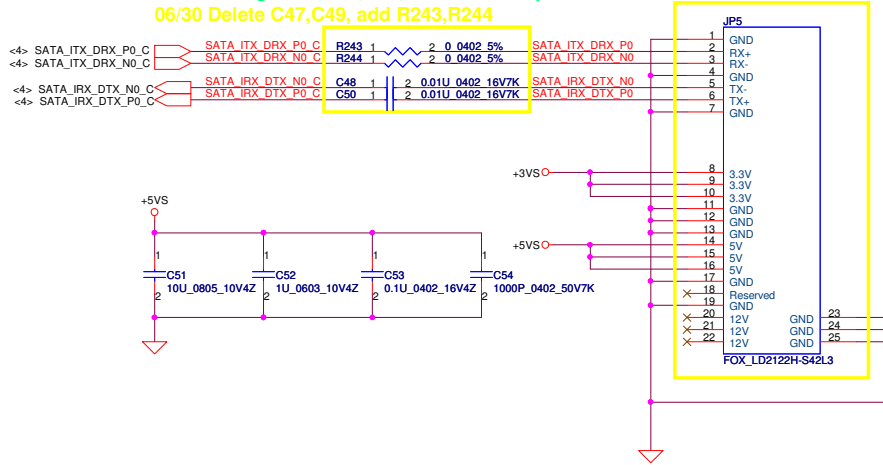 06/30 Delete C47,C49, add R243,R244
JP5
<4> SATA_ITX_DRX_P0_C SATA_ITX_DRX_P0_C R243 1 2 0_0402_5% SATA_ITX_DRX_P0
<4> SATA_ITX_DRX_N0_C SATA_ITX_DRX_N0_C R244 1 2 0_0402_5% SATA_ITX_DRX_N0
<4> SATA_IRX_DTX_N0_C SATA_IRX_DTX_N0_C C48 1 2 0.01U_0402_16V7K SATA_IRX_DTX_N0
<4> SATA_IRX_DTX_P0_C SATA_IRX_DTX_P0_C C50 1 2 0.01U_0402_16V7K SATA_IRX_DTX_P0
1 GND
2 RX+
3 RX-
4 GND
5 TX-
6 TX+
7 GND
+3VS
8 3.3V
9 3.3V
10 3.3V
11 GND
12 GND
13 GND
+5VS
14 5V
15 5V
16 5V
17 GND
18 Reserved
19 GND
20 12V GND 23
21 12V GND 24
22 12V GND 25
FOX_LD2122H-S42L3
+5VS
1 1 1 1
C51 C52 C53 C54
10U_0805_10V4Z 1U_0603_10V4Z 0.1U_0402_16V4Z 1000P_0402_50V7K
2 2 2 2